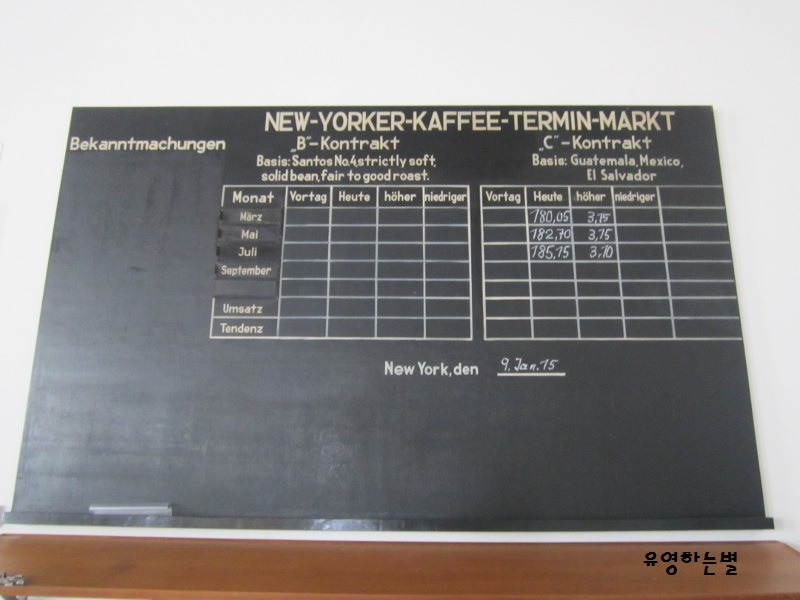 NEW-YORKER-KAFFEE-TERMIN-MARKT
Bekanntmachungen
„B"-Kontrakt
Basis: Santos No.4, strictly soft,
solid bean, fair to good roast.
„C"-Kontrakt
Basis: Guatemala, Mexico,
El Salvador
Monat Vortag Heute höher niedriger Vortag Heute höher niedriger
März 180,05 3,75
Mai 182,70 3,75
Juli 185,15 3,70
September
Umsatz
Tendenz
New York, den 9. Jan. 15
유영하는별